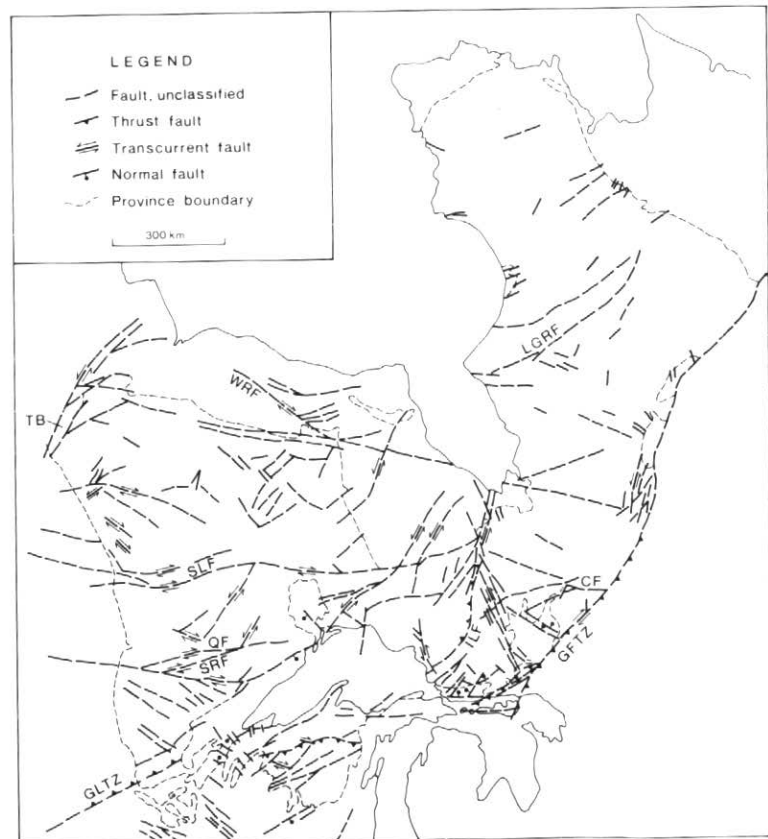 LEGEND
Fault, unclassified
Thrust fault
Transcurrent fault
Normal fault
Province boundary
300 km
LGRF
WRF
TB
SLF
CF
ILF
QF
GFTZ
SRF
GLTZ